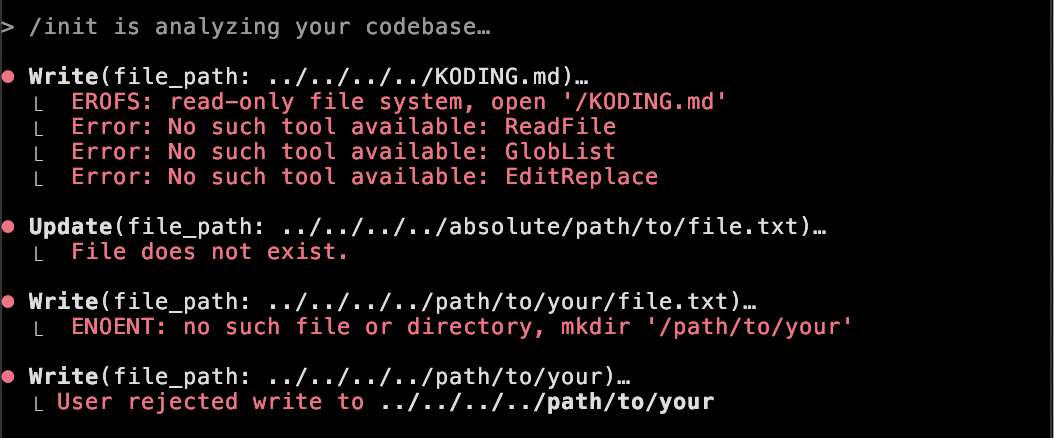 > /init is analyzing your codebase…
● Write(file_path: ../../../../KODING.md)…
⎿ EROFS: read-only file system, open '/KODING.md'
⎿ Error: No such tool available: ReadFile
⎿ Error: No such tool available: GlobList
⎿ Error: No such tool available: EditReplace
● Update(file_path: ../../../../absolute/path/to/file.txt)…
⎿ File does not exist.
● Write(file_path: ../../../../path/to/your/file.txt)…
⎿ ENOENT: no such file or directory, mkdir '/path/to/your'
● Write(file_path: ../../../../path/to/your)…
⎿ User rejected write to ../../../../path/to/your